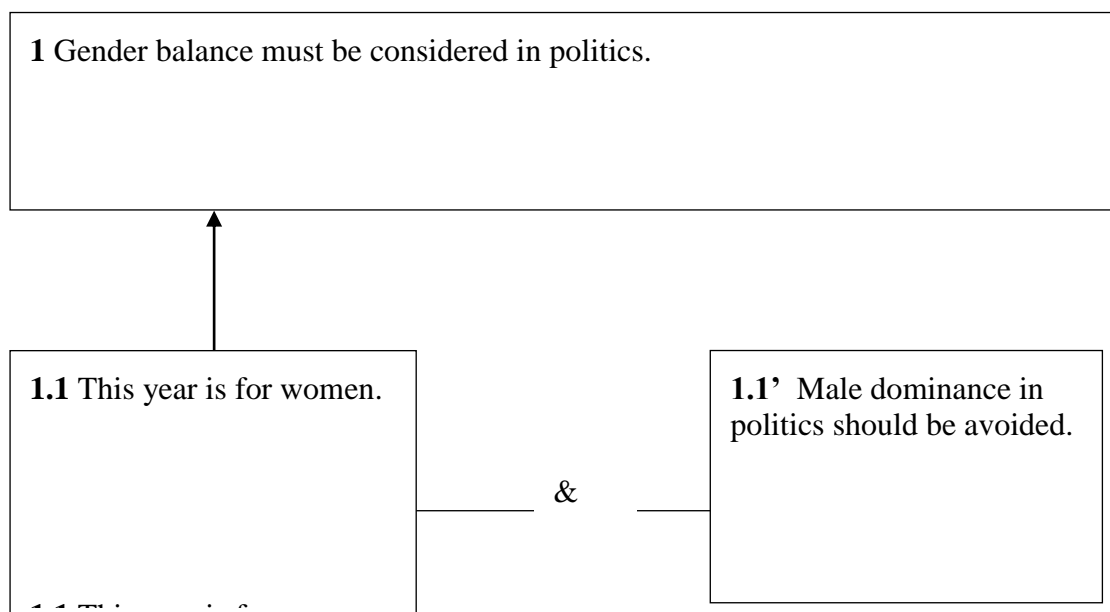 1 Gender balance must be considered in politics.
1.1 This year is for women.
1.1’ Male dominance in
politics should be avoided.
&